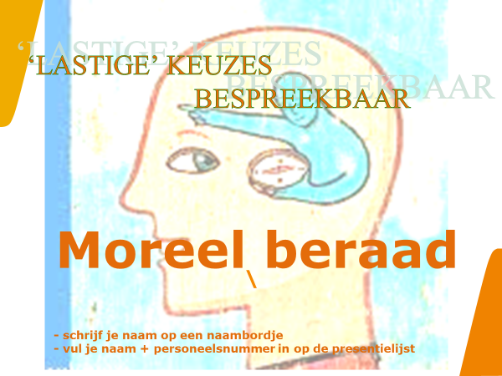 ‘LASTIGE’ KEUZES
BESPREEKBAAR
Moreel beraad
\
– schrijf je naam op een naambordje
– vul je naam + personeelsnummer in op de presentielijst